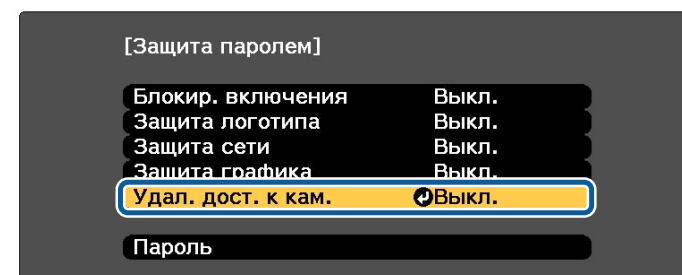 [Защита паролем]
Блокир. включения Выкл.
Защита логотипа Выкл.
Защита сети Выкл.
Защита графика Выкл.
Удал. дост. к кам. Выкл.
Пароль